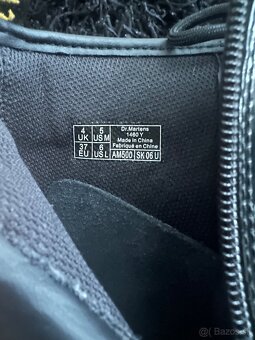 4 UK
5 US M
Dr.Martens
1460 Y
Made in China
Fabriqué en Chine
37 EU
6 US L
AM500
SK 06 U